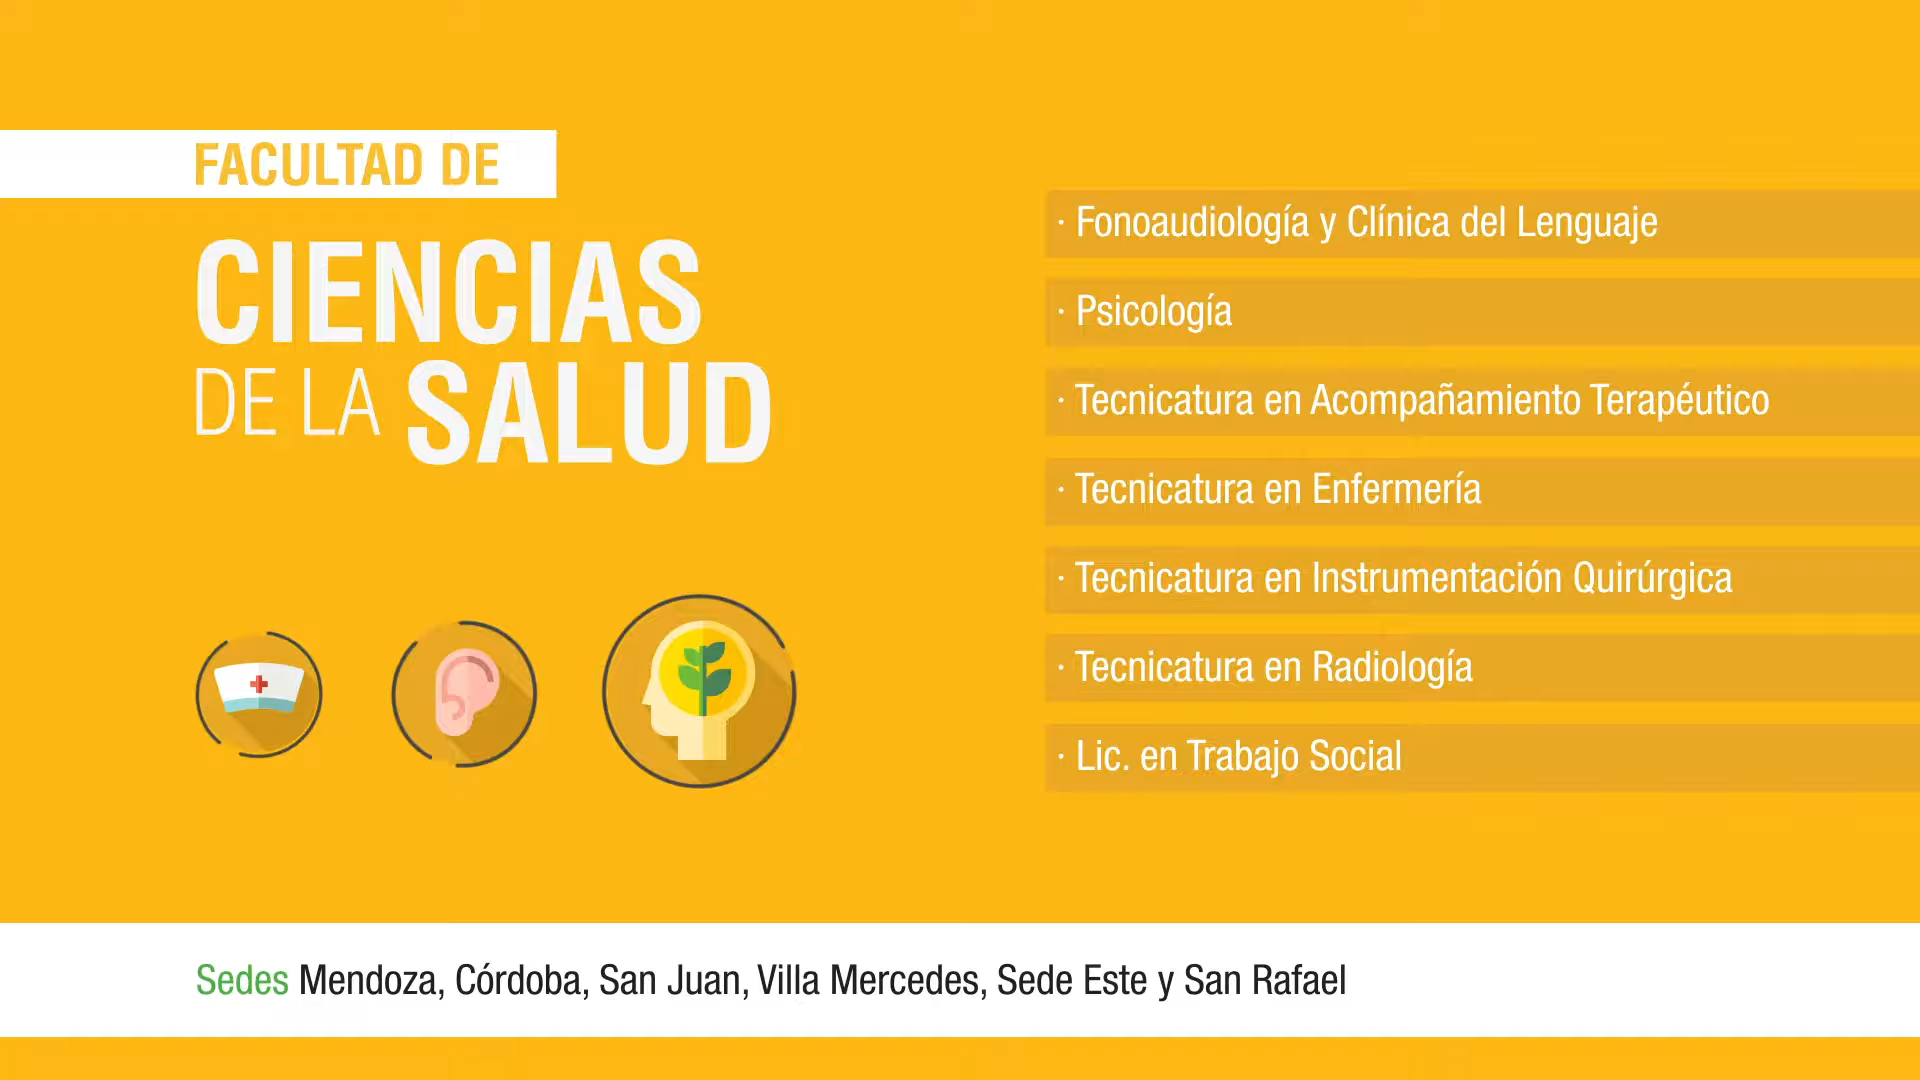 FACULTAD DE
CIENCIAS
DE LA SALUD
· Fonoaudiología y Clínica del Lenguaje
· Psicología
· Tecnicatura en Acompañamiento Terapéutico
· Tecnicatura en Enfermería
· Tecnicatura en Instrumentación Quirúrgica
· Tecnicatura en Radiología
· Lic. en Trabajo Social
Sedes Mendoza, Córdoba, San Juan, Villa Mercedes, Sede Este y San Rafael